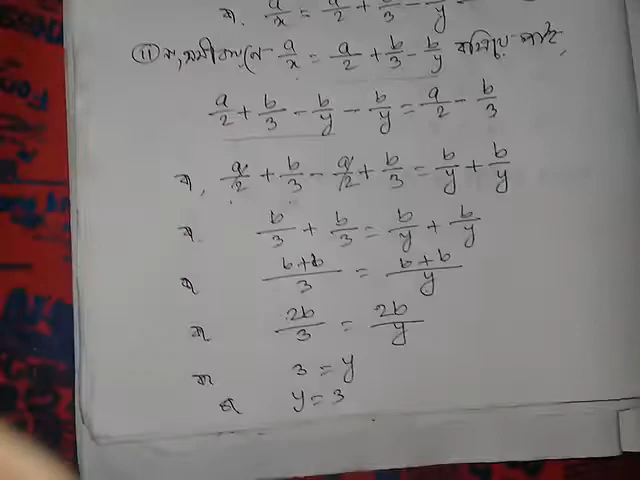 বা. a/x = a/2 + b/3 - b/y
(ii) নং সমীকরণে a/x = a/2 + b/3 - b/y বসিয়ে পাই,
a/2 + b/3 - b/y - b/y = a/2 - b/3
বা, a/2 + b/3 - a/2 + b/3 = b/y + b/y
বা b/3 + b/3 = b/y + b/y
বা (b+b)/3 = (b+b)/y
বা 2b/3 = 2b/y
বা 3 = y
বা y = 3